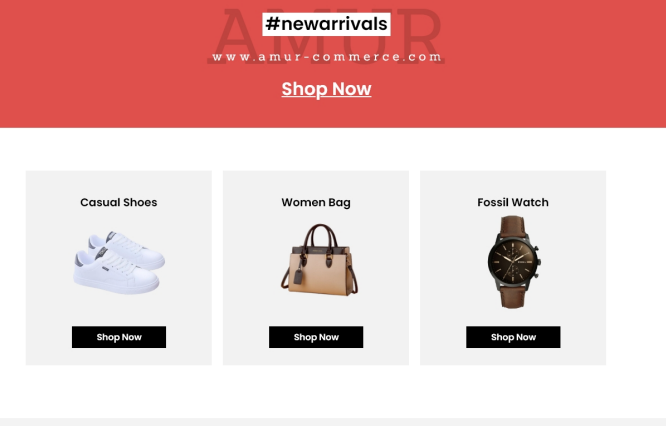 AMUR
#newarrivals
www.amur-commerce.com
Shop Now
Casual Shoes
Women Bag
Fossil Watch
Shop Now
Shop Now
Shop Now